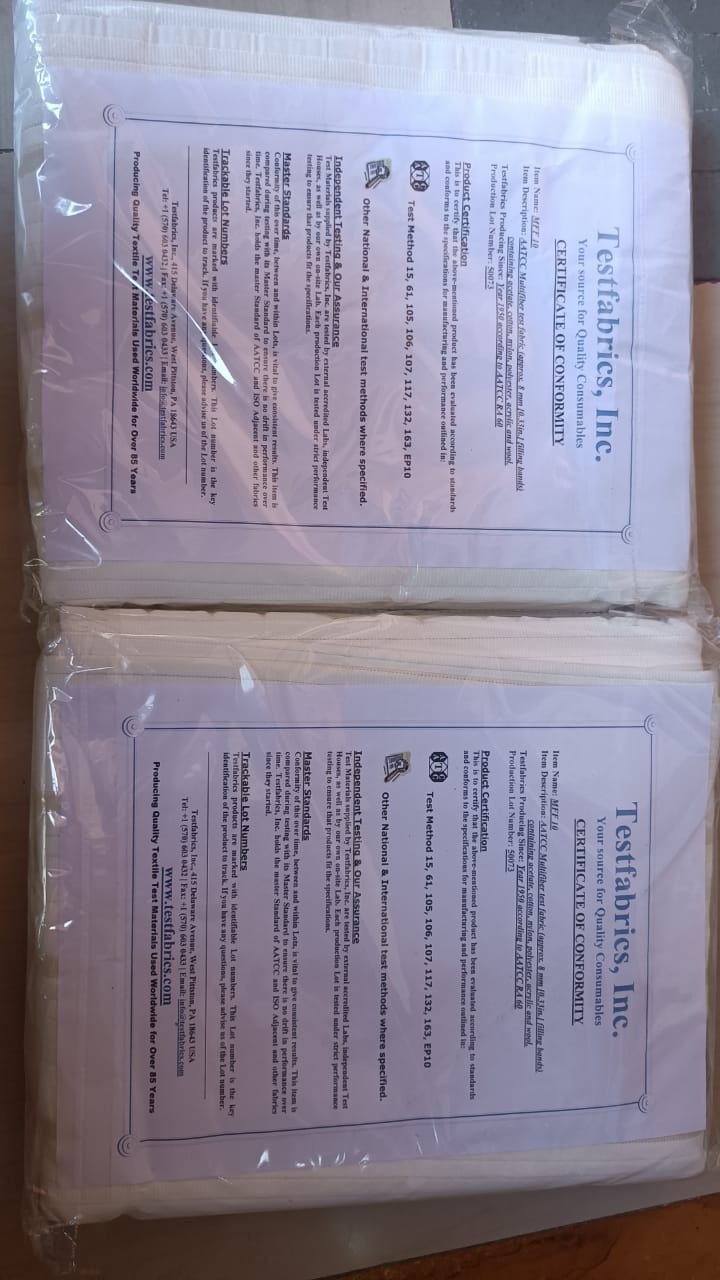 Testfabrics, Inc.
Your source for Quality Consumables
CERTIFICATE OF CONFORMITY
Item Name: MFF 10
Item Description: AATCC Multifiber test fabric (approx. 8 mm [0.33in.] filling bands)
containing acetate, cotton, nylon, polyester, acrylic and wool.
Testfabrics Producing Since: Year 1950 according to AATCC RA 60
Production Lot Number: 50073
Product Certification
This is to certify that the above-mentioned product has been evaluated according to standards
and conforms to the specifications for manufacturing and performance outlined in:
Test Method 15, 61, 105, 106, 107, 117, 132, 163, EP10
Other National & International test methods where specified.
Independent Testing & Our Assurance
Test Materials supplied by Testfabrics, Inc. are tested by external accredited Labs, independent Test
Houses, as well as by our own on-site Lab. Each production Lot is tested under strict performance
testing to ensure that products fit the specifications.
Master Standards
Conformity of this over time, between and within Lots, is vital to give consistent results. This item is
compared during testing with its Master Standard to ensure there is no drift in performance over
time. Testfabrics, Inc. holds the master Standard of AATCC and ISO Adjacent and other fabrics
since they started.
Trackable Lot Numbers
Testfabrics products are marked with identifiable Lot numbers. This Lot number is the key
identification of the product to track. If you have any questions, please advise us of the Lot number.
Testfabrics, Inc., 415 Delaware Avenue, West Pittston, PA 18643 USA
Tel: +1 (570) 603 0432 | Fax: +1 (570) 603 0433 | Email: info@testfabrics.com
www.testfabrics.com
Producing Quality Textile Test Materials Used Worldwide for Over 85 Years
Testfabrics, Inc.
Your source for Quality Consumables
CERTIFICATE OF CONFORMITY
Item Name: MFF 10
Item Description: AATCC Multifiber test fabric (approx. 8 mm [0.33in.] filling bands)
containing acetate, cotton, nylon, polyester, acrylic and wool.
Testfabrics Producing Since: Year 1950 according to AATCC RA 60
Production Lot Number: 50073
Product Certification
This is to certify that the above-mentioned product has been evaluated according to standards
and conforms to the specifications for manufacturing and performance outlined in:
Test Method 15, 61, 105, 106, 107, 117, 132, 163, EP10
Other National & International test methods where specified.
Independent Testing & Our Assurance
Test Materials supplied by Testfabrics, Inc. are tested by external accredited Labs, independent Test
Houses, as well as by our own on-site Lab. Each production Lot is tested under strict performance
testing to ensure that products fit the specifications.
Master Standards
Conformity of this over time, between and within Lots, is vital to give consistent results. This item is
compared during testing with its Master Standard to ensure there is no drift in performance over
time. Testfabrics, Inc. holds the master Standard of AATCC and ISO Adjacent and other fabrics
since they started.
Trackable Lot Numbers
Testfabrics products are marked with identifiable Lot numbers. This Lot number is the key
identification of the product to track. If you have any questions, please advise us of the Lot number.
Testfabrics, Inc., 415 Delaware Avenue, West Pittston, PA 18643 USA
Tel: +1 (570) 603 0432 | Fax: +1 (570) 603 0433 | Email: info@testfabrics.com
www.testfabrics.com
Producing Quality Textile Test Materials Used Worldwide for Over 85 Years